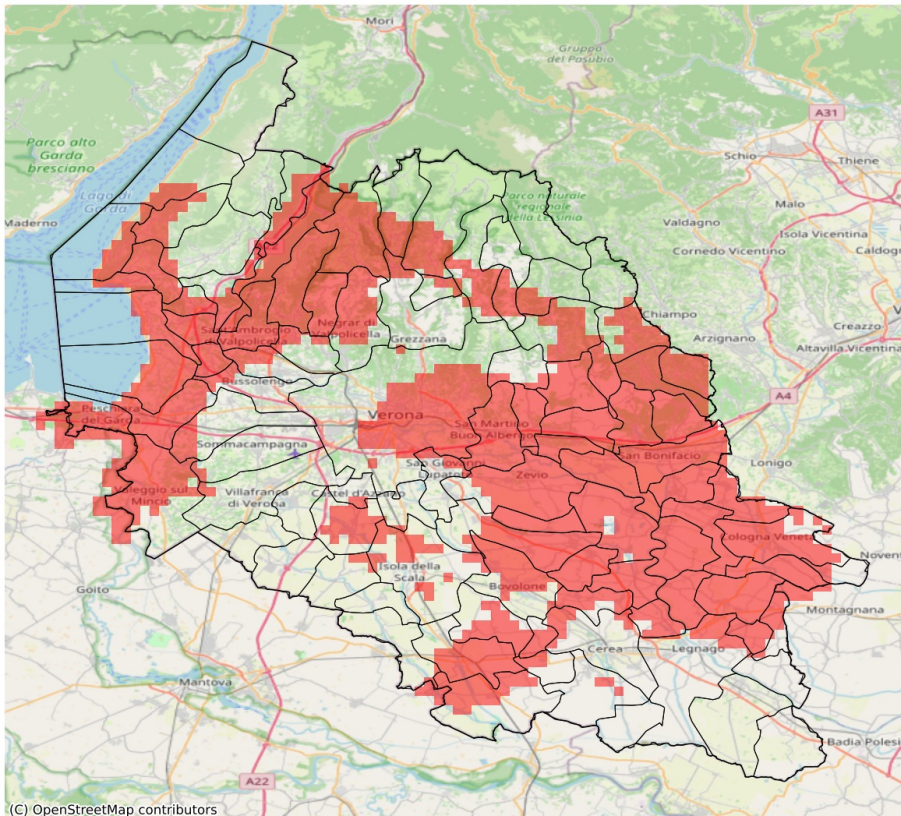 Mori
Gruppo
del Pasubio
A31
Parco alto
Garda
bresciano
Schio
Thiene
Lago di
Garda
Parco naturale
regionale
della Lessinia
Malo
Maderno
Valdagno
Isola Vicentina
Cornedo Vicentino
Caldogn
Chiampo
Sant'Ambrogio
di Valpolicella
Negrar di
Valpolicella
Grezzana
Creazzo
Arzignano
Altavilla Vicentina
Bussolengo
A4
Peschiera
del Garda
Verona
San Martino
Buon Albergo
Sommacampagna
San Bonifacio
San Giovanni
Lupatoto
Zevio
Lonigo
Valeggio sul
Mincio
Villafranca
di Verona
Castel d'Azzano
Cologna Veneta
Noven
Isola della
Scala
Goito
Bovolone
Montagnana
Cerea
Legnago
Mantova
Badia Polesi
A22
(C) OpenStreetMap contributors